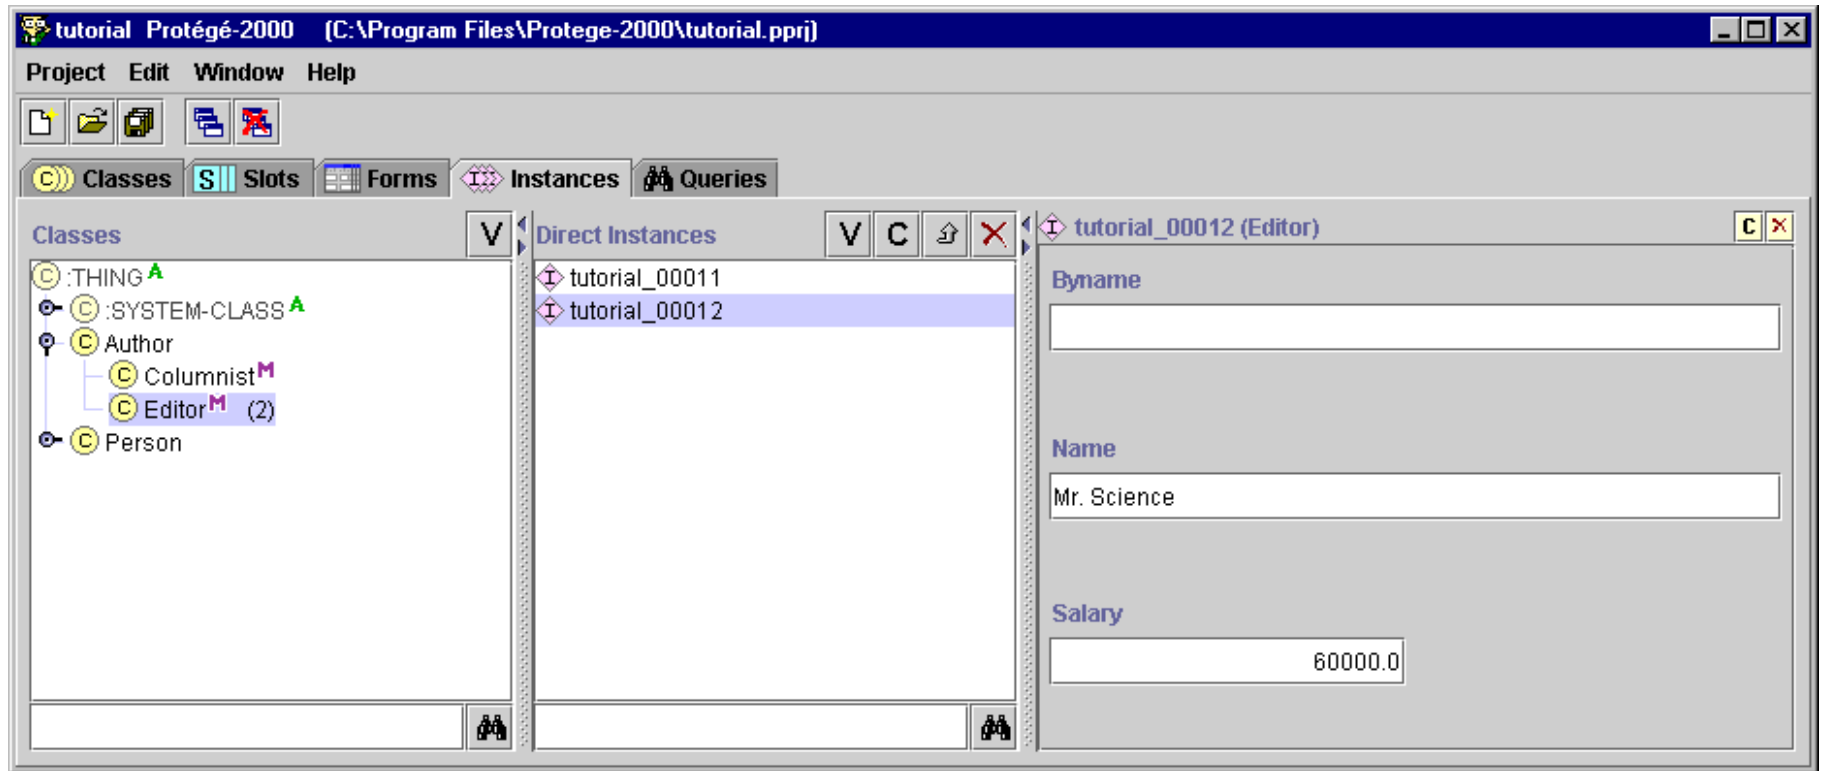 tutorial Protégé-2000 (C:\Program Files\Protege-2000\tutorial.pprj)
Project Edit Window Help
C Classes S Slots Forms I Instances Queries
Classes V
C :THING A
C :SYSTEM-CLASS A
C Author
C Columnist M
C Editor M (2)
C Person
Direct Instances V C
I tutorial_00011
I tutorial_00012
I tutorial_00012 (Editor) C
Byname
Name
Mr. Science
Salary
60000.0